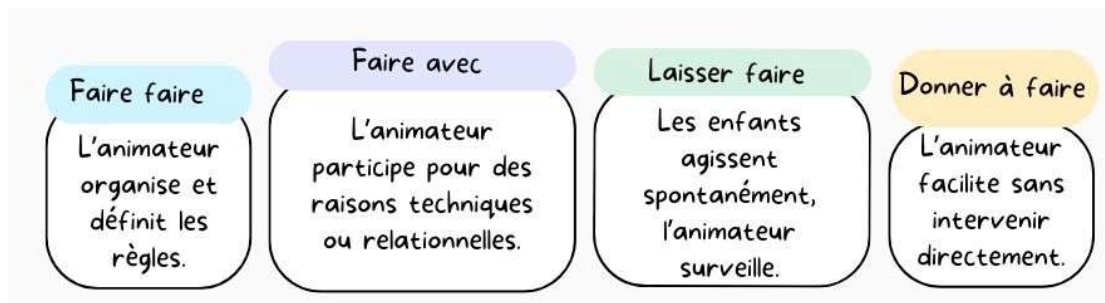 Faire faire
L'animateur
organise et
définit les
règles.
Faire avec
L'animateur
participe pour des
raisons techniques
ou relationnelles.
Laisser faire
Les enfants
agissent
spontanément,
l'animateur
surveille.
Donner à faire
L'animateur
facilite sans
intervenir
directement.